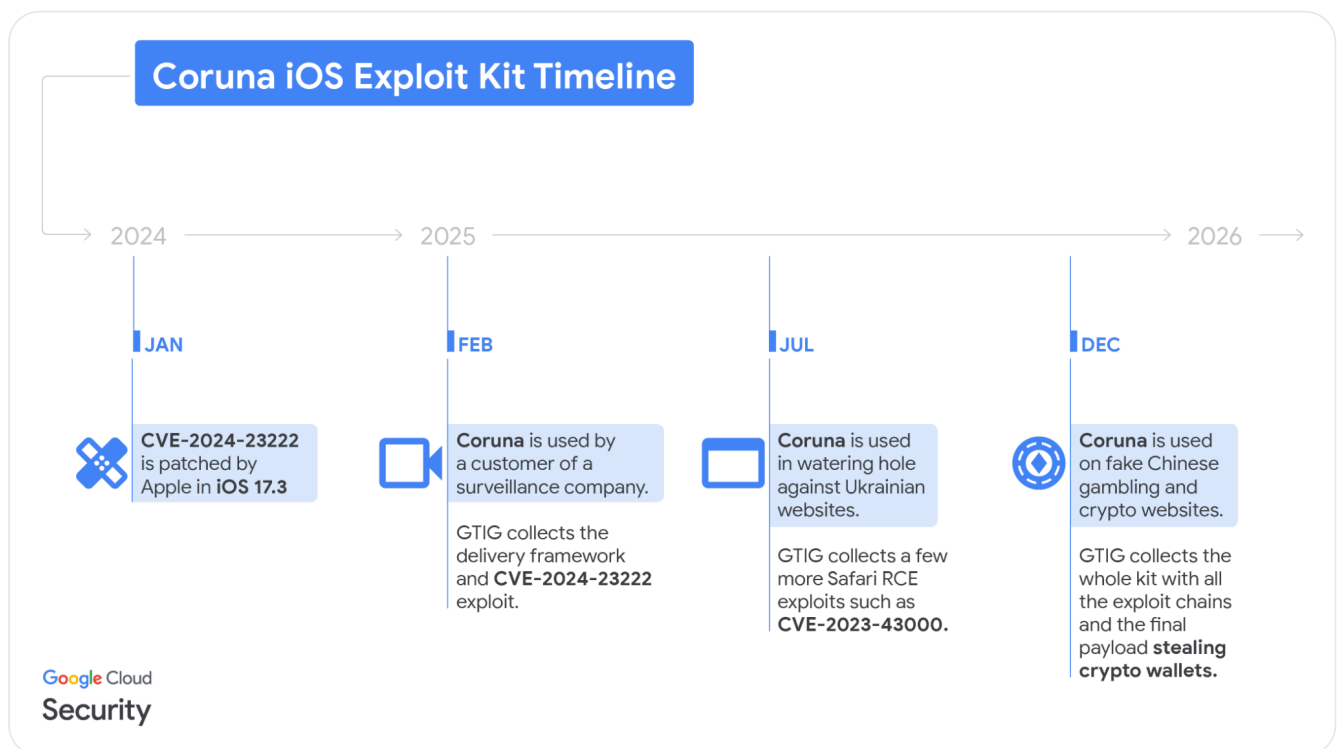 Coruna iOS Exploit Kit Timeline
2024
2025
2026
JAN
CVE-2024-23222
is patched by
Apple in iOS 17.3
FEB
Coruna is used by
a customer of a
surveillance company.
GTIG collects the
delivery framework
and CVE-2024-23222
exploit.
JUL
Coruna is used
in watering hole
against Ukrainian
websites.
GTIG collects a few
more Safari RCE
exploits such as
CVE-2023-43000.
DEC
Coruna is used
on fake Chinese
gambling and
crypto websites.
GTIG collects the
whole kit with all
the exploit chains
and the final
payload stealing
crypto wallets.
Google Cloud
Security